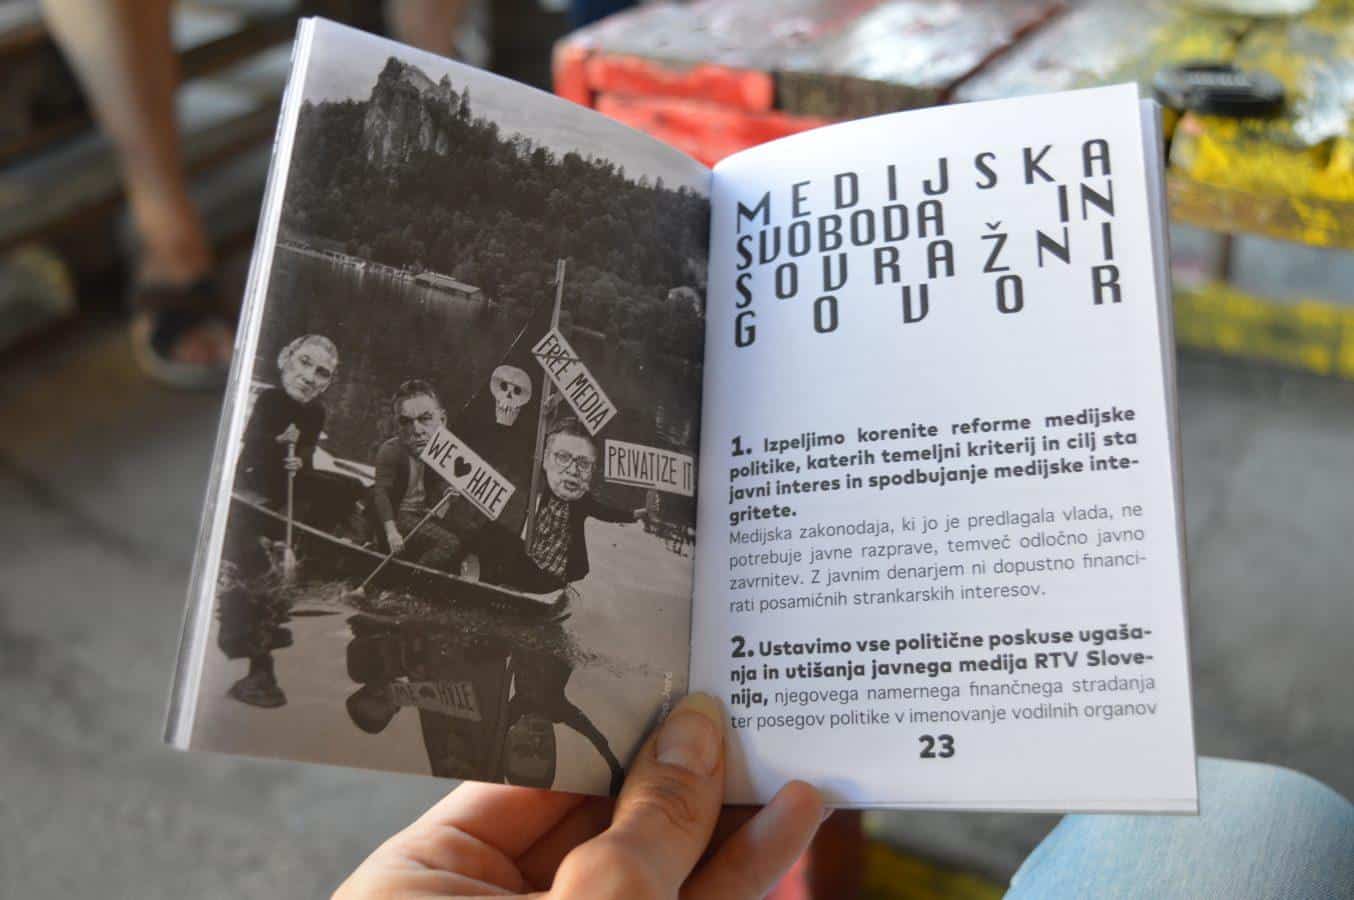 FREE MEDIA
WE ♥ HATE
PRIVATIZE IT
WE ♥ HATE
MEDIJSKA
SVOBODA IN
SOVRAŽNI
GOVOR
1. Izpeljimo korenite reforme medijske
politike, katerih temeljni kriterij in cilj sta
javni interes in spodbujanje medijske inte-
gritete.
Medijska zakonodaja, ki jo je predlagala vlada, ne
potrebuje javne razprave, temveč odločno javno
zavrnitev. Z javnim denarjem ni dopustno financi-
rati posamičnih strankarskih interesov.
2. Ustavimo vse politične poskuse ugaša-
nja in utišanja javnega medija RTV Slove-
nija, njegovega namernega finančnega stradanja
ter posegov politike v imenovanje vodilnih organov
23